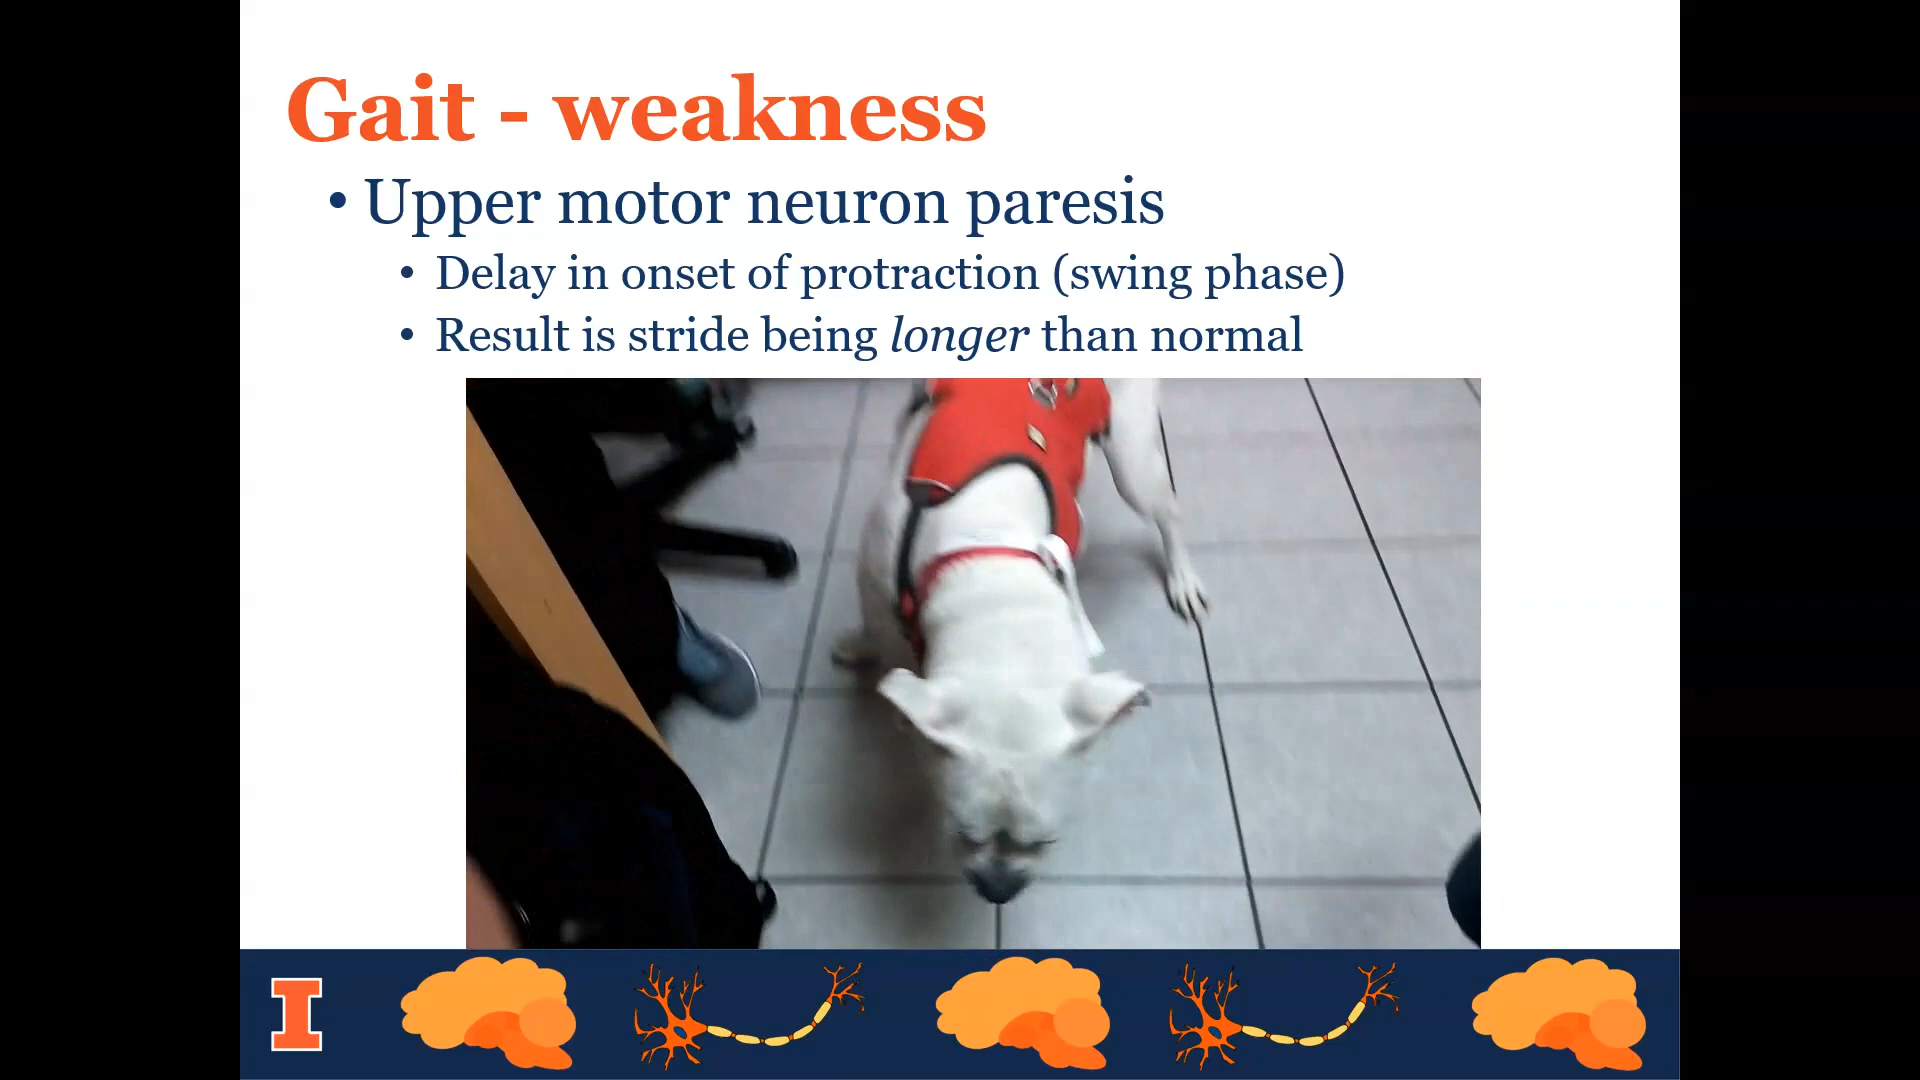 Gait - weakness
• Upper motor neuron paresis
• Delay in onset of protraction (swing phase)
• Result is stride being longer than normal
I